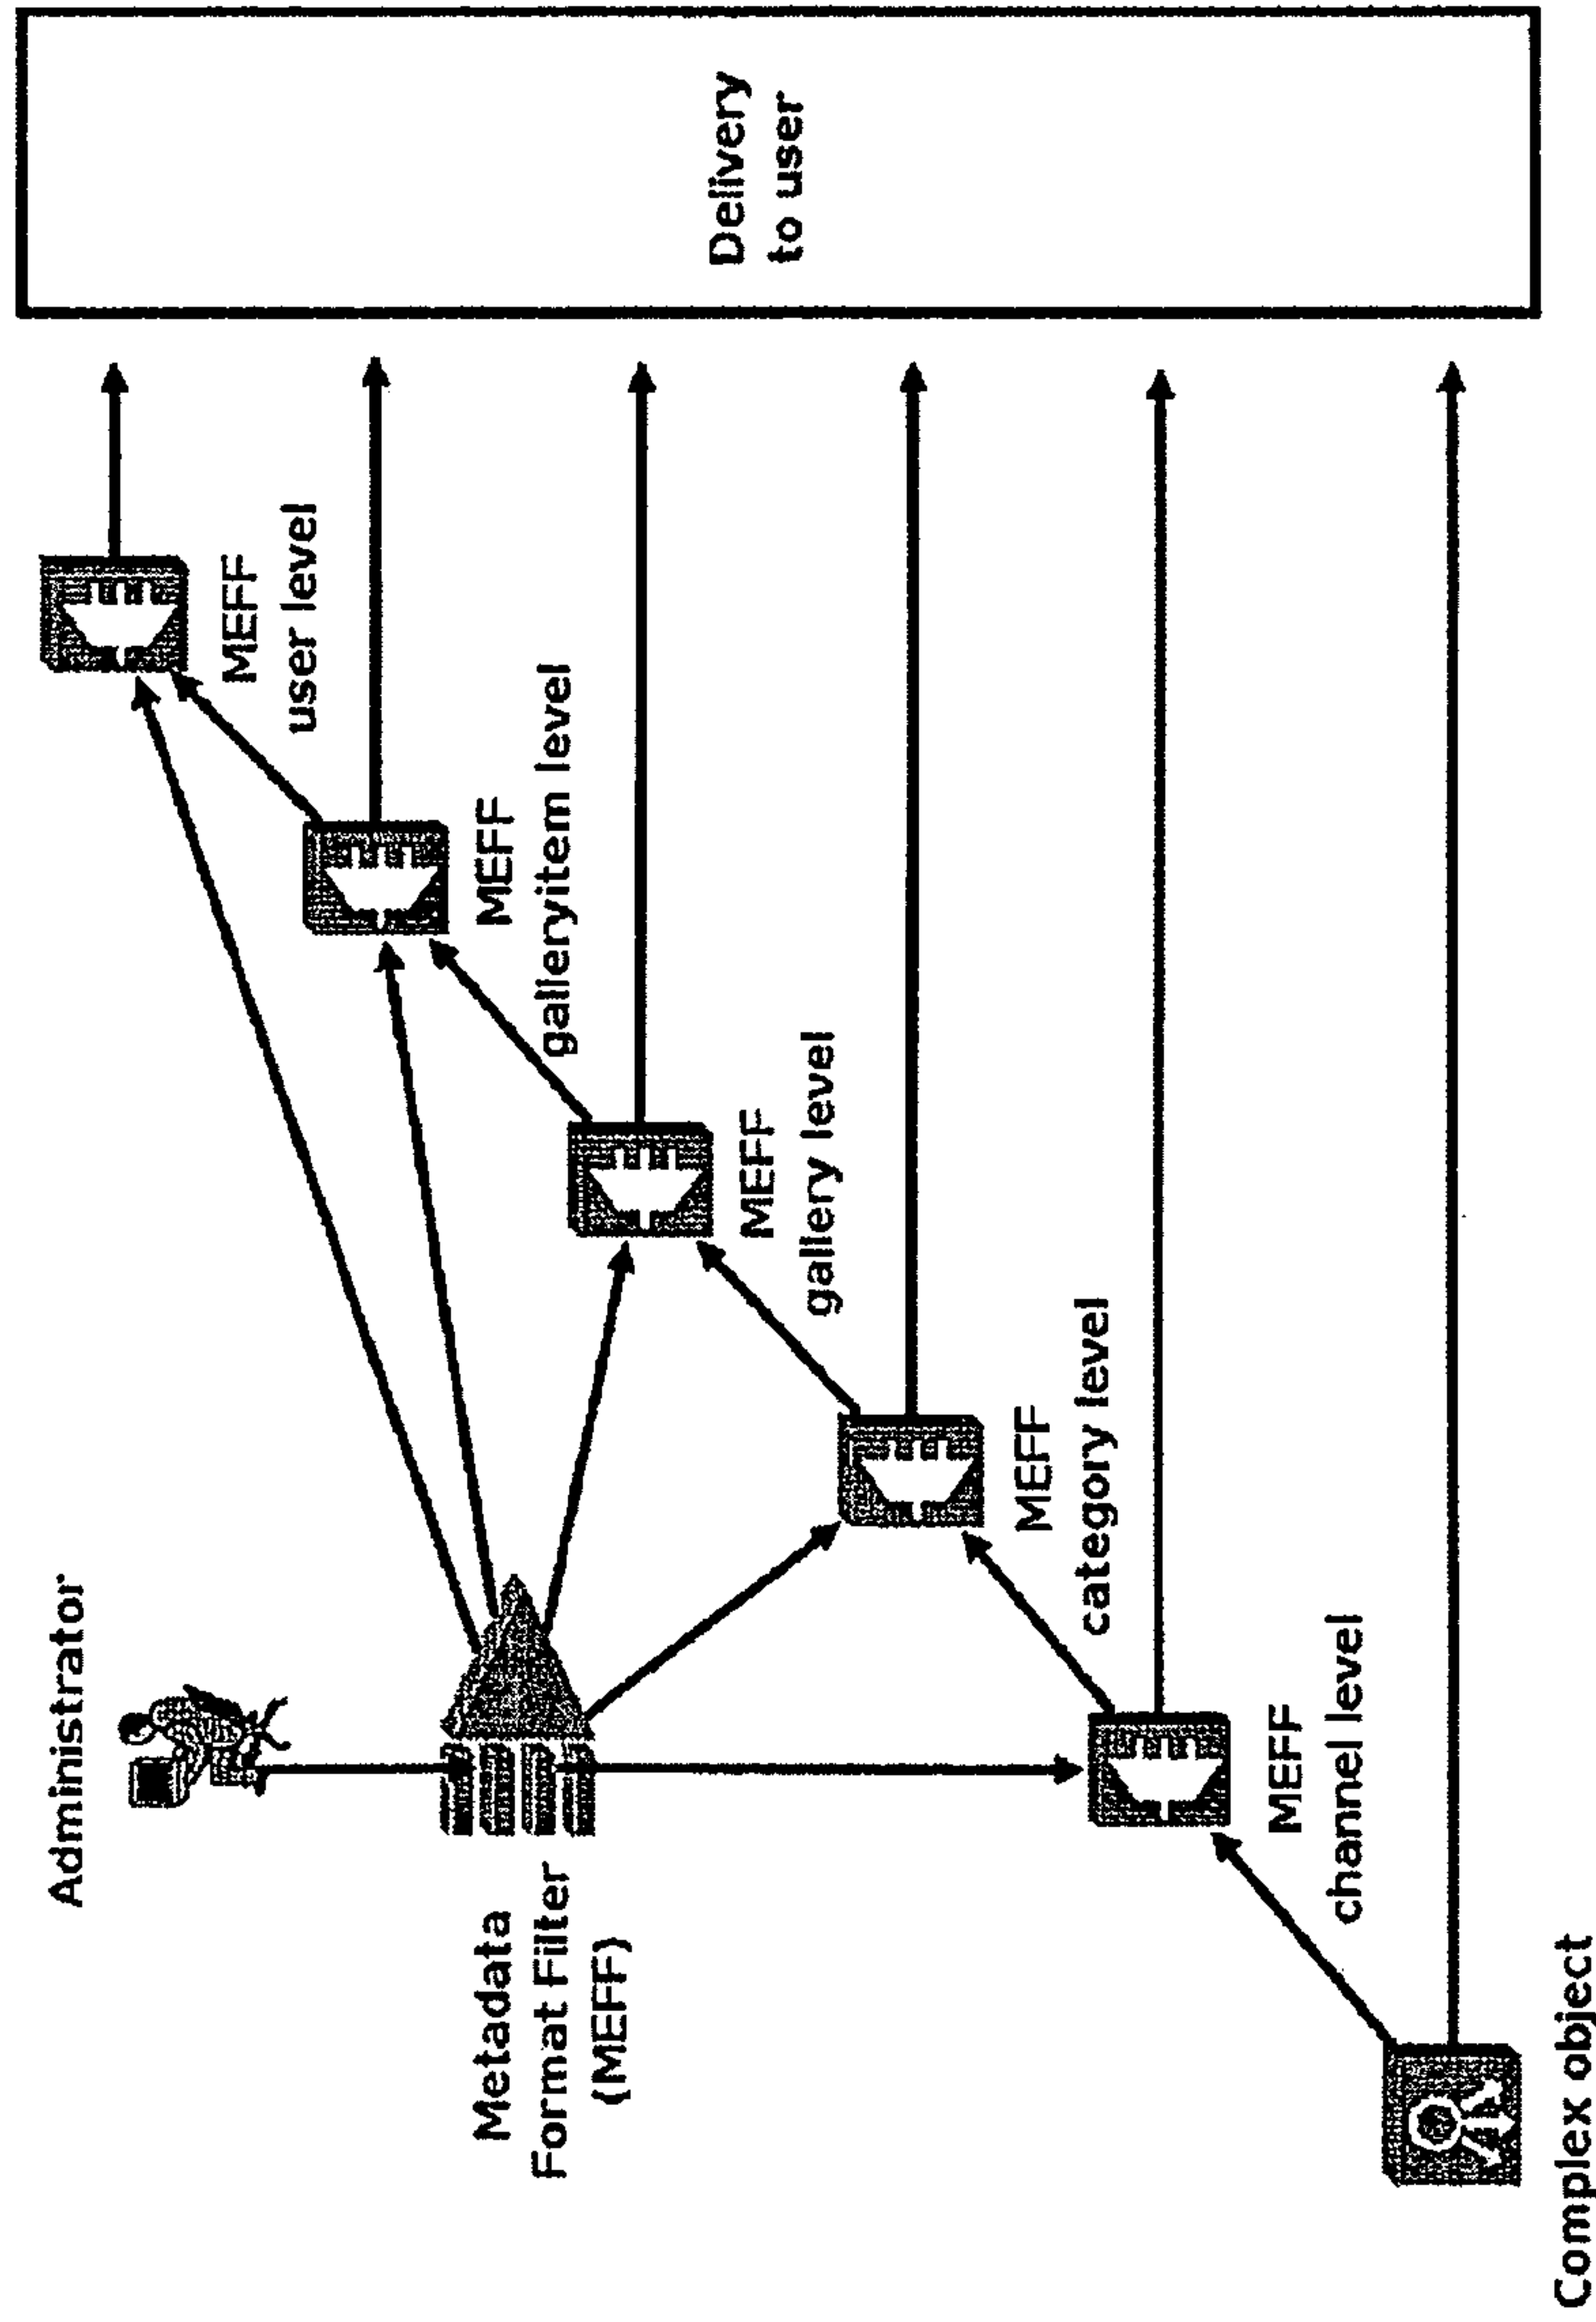 Administrator
Metadata
Format Filter
(MEFF)
MEFF
user level
MEFF
galleryitem level
MEFF
gallery level
MEFF
category level
MEFF
channel level
Complex object
Delivery
to user